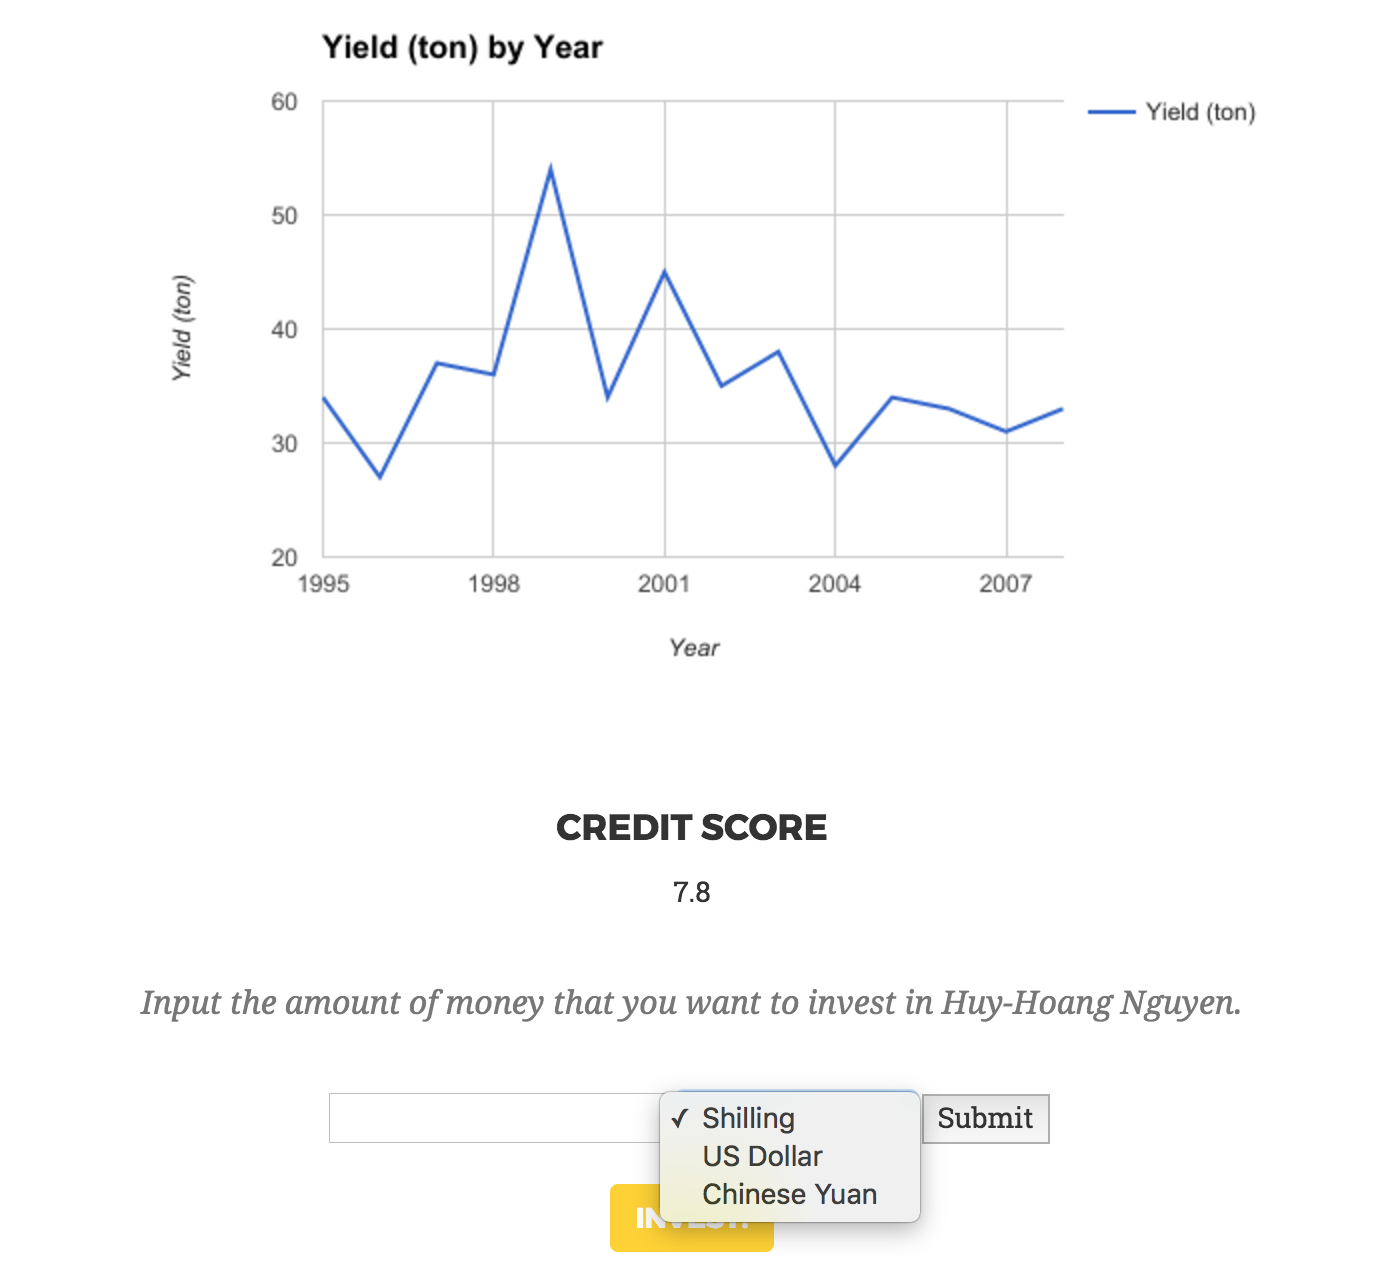 Yield (ton) by Year
60
Yield (ton)
50
40
Yield (ton)
30
20
1995 1998 2001 2004 2007
Year
CREDIT SCORE
7.8
Input the amount of money that you want to invest in Huy-Hoang Nguyen.
✓ Shilling
Submit
US Dollar
Chinese Yuan